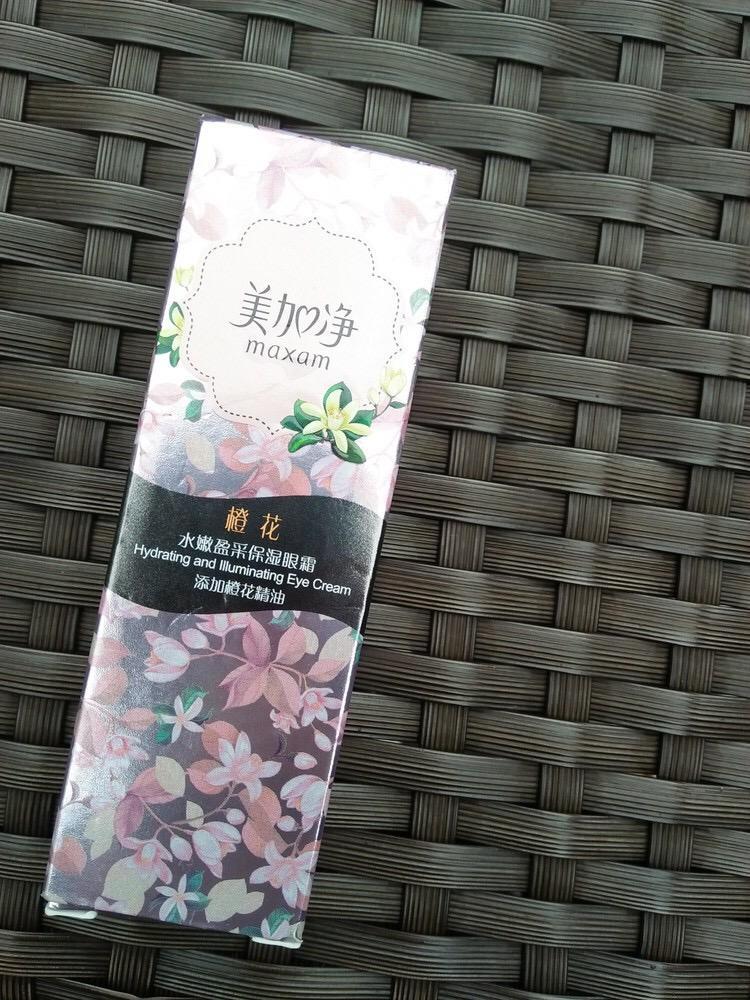 美加净
maxam
橙花
水嫩盈采保湿眼霜
Hydrating and Illuminating Eye Cream
添加橙花精油